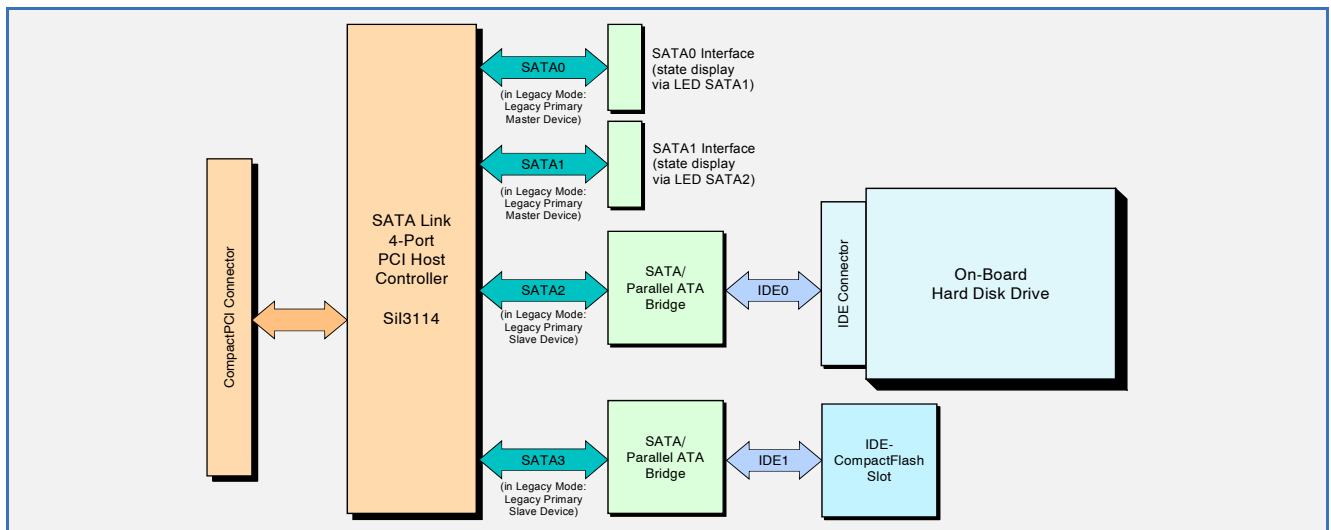 CompactPCI Connector
SATA Link
4-Port
PCI Host
Controller
SiI3114
SATA0
(in Legacy Mode:
Legacy Primary
Master Device)
SATA0 Interface
(state display
via LED SATA1)
SATA1
(in Legacy Mode:
Legacy Primary
Master Device)
SATA1 Interface
(state display
via LED SATA2)
SATA2
(in Legacy Mode:
Legacy Primary
Slave Device)
SATA/
Parallel ATA
Bridge
IDE0
IDE Connector
On-Board
Hard Disk Drive
SATA3
(in Legacy Mode:
Legacy Primary
Slave Device)
SATA/
Parallel ATA
Bridge
IDE1
IDE-
CompactFlash
Slot